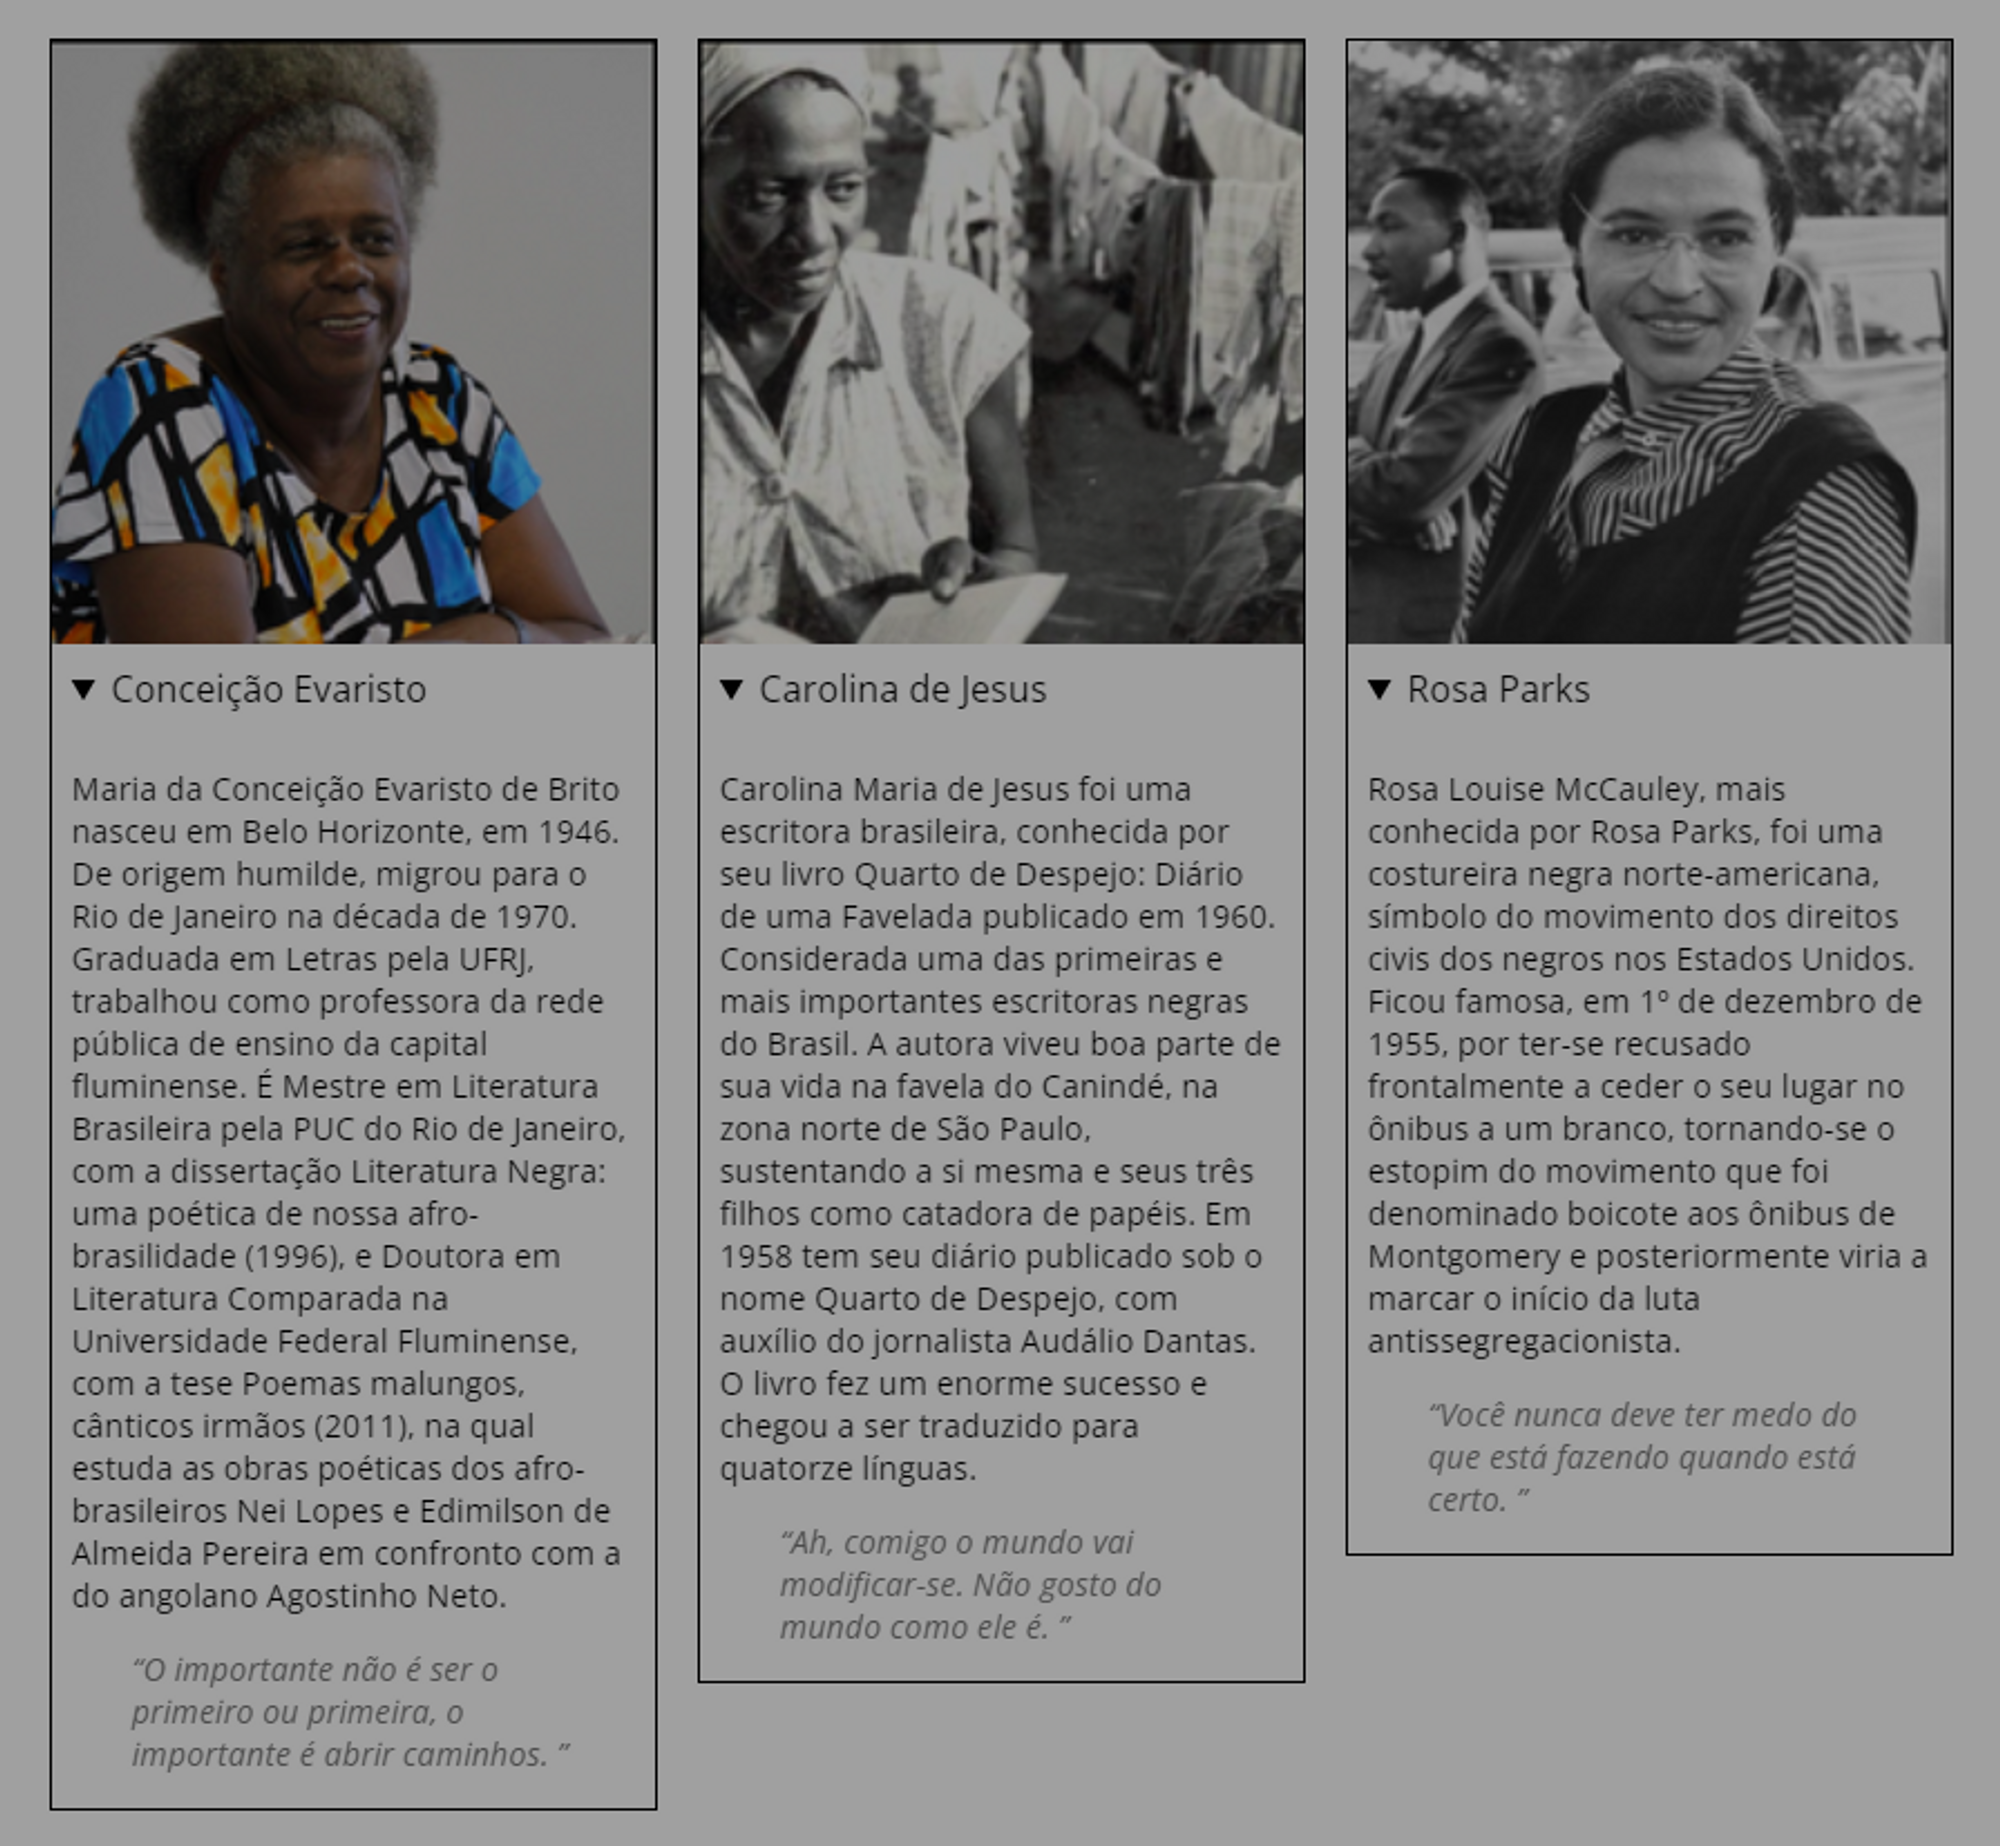 Conceição Evaristo
Maria da Conceição Evaristo de Brito
nasceu em Belo Horizonte, em 1946.
De origem humilde, migrou para o
Rio de Janeiro na década de 1970.
Graduada em Letras pela UFRJ,
trabalhou como professora da rede
pública de ensino da capital
fluminense. É Mestre em Literatura
Brasileira pela PUC do Rio de Janeiro,
com a dissertação Literatura Negra:
uma poética de nossa afro-
brasilidade (1996), e Doutora em
Literatura Comparada na
Universidade Federal Fluminense,
com a tese Poemas malungos,
cânticos irmãos (2011), na qual
estuda as obras poéticas dos afro-
brasileiros Nei Lopes e Edimilson de
Almeida Pereira em confronto com a
do angolano Agostinho Neto.
“O importante não é ser o
primeiro ou primeira, o
importante é abrir caminhos. ”
Carolina de Jesus
Carolina Maria de Jesus foi uma
escritora brasileira, conhecida por
seu livro Quarto de Despejo: Diário
de uma Favelada publicado em 1960.
Considerada uma das primeiras e
mais importantes escritoras negras
do Brasil. A autora viveu boa parte de
sua vida na favela do Canindé, na
zona norte de São Paulo,
sustentando a si mesma e seus três
filhos como catadora de papéis. Em
1958 tem seu diário publicado sob o
nome Quarto de Despejo, com
auxílio do jornalista Audálio Dantas.
O livro fez um enorme sucesso e
chegou a ser traduzido para
quatorze línguas.
“Ah, comigo o mundo vai
modificar-se. Não gosto do
mundo como ele é. ”
Rosa Parks
Rosa Louise McCauley, mais
conhecida por Rosa Parks, foi uma
costureira negra norte-americana,
símbolo do movimento dos direitos
civis dos negros nos Estados Unidos.
Ficou famosa, em 1º de dezembro de
1955, por ter-se recusado
frontalmente a ceder o seu lugar no
ônibus a um branco, tornando-se o
estopim do movimento que foi
denominado boicote aos ônibus de
Montgomery e posteriormente viria a
marcar o início da luta
antissegregacionista.
“Você nunca deve ter medo do
que está fazendo quando está
certo. ”